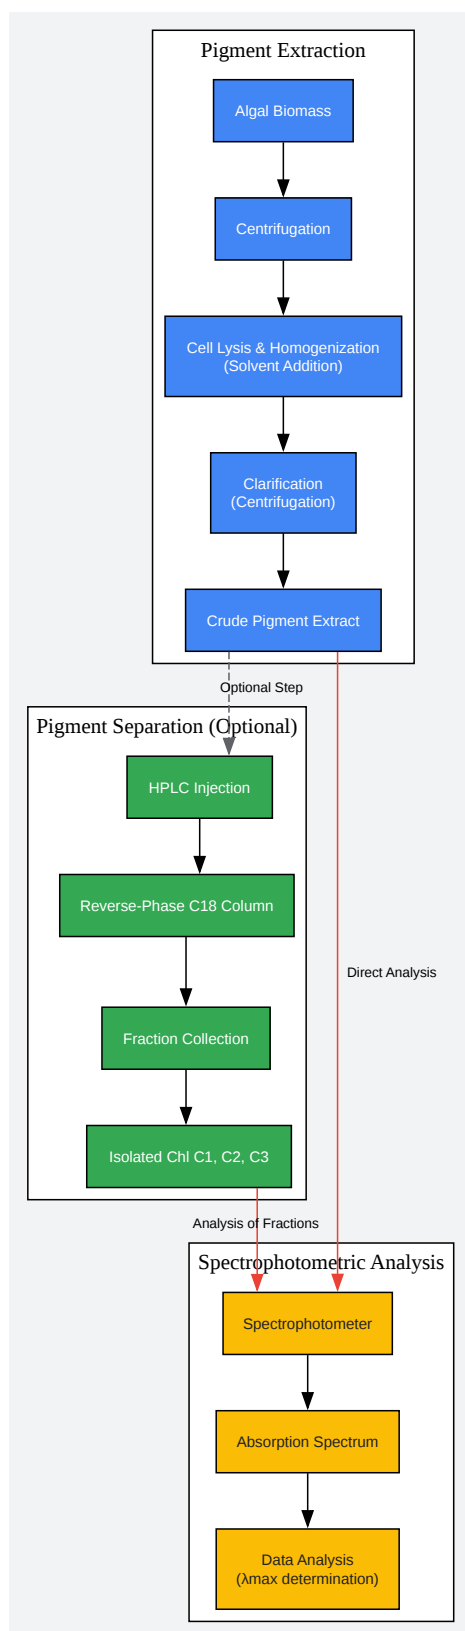 Pigment Extraction
Algal Biomass
Centrifugation
Cell Lysis & Homogenization
(Solvent Addition)
Clarification
(Centrifugation)
Crude Pigment Extract
Optional Step
Pigment Separation (Optional)
HPLC Injection
Reverse-Phase C18 Column
Direct Analysis
Fraction Collection
Isolated Chl C1, C2, C3
Analysis of Fractions
Spectrophotometric Analysis
Spectrophotometer
Absorption Spectrum
Data Analysis
(λmax determination)